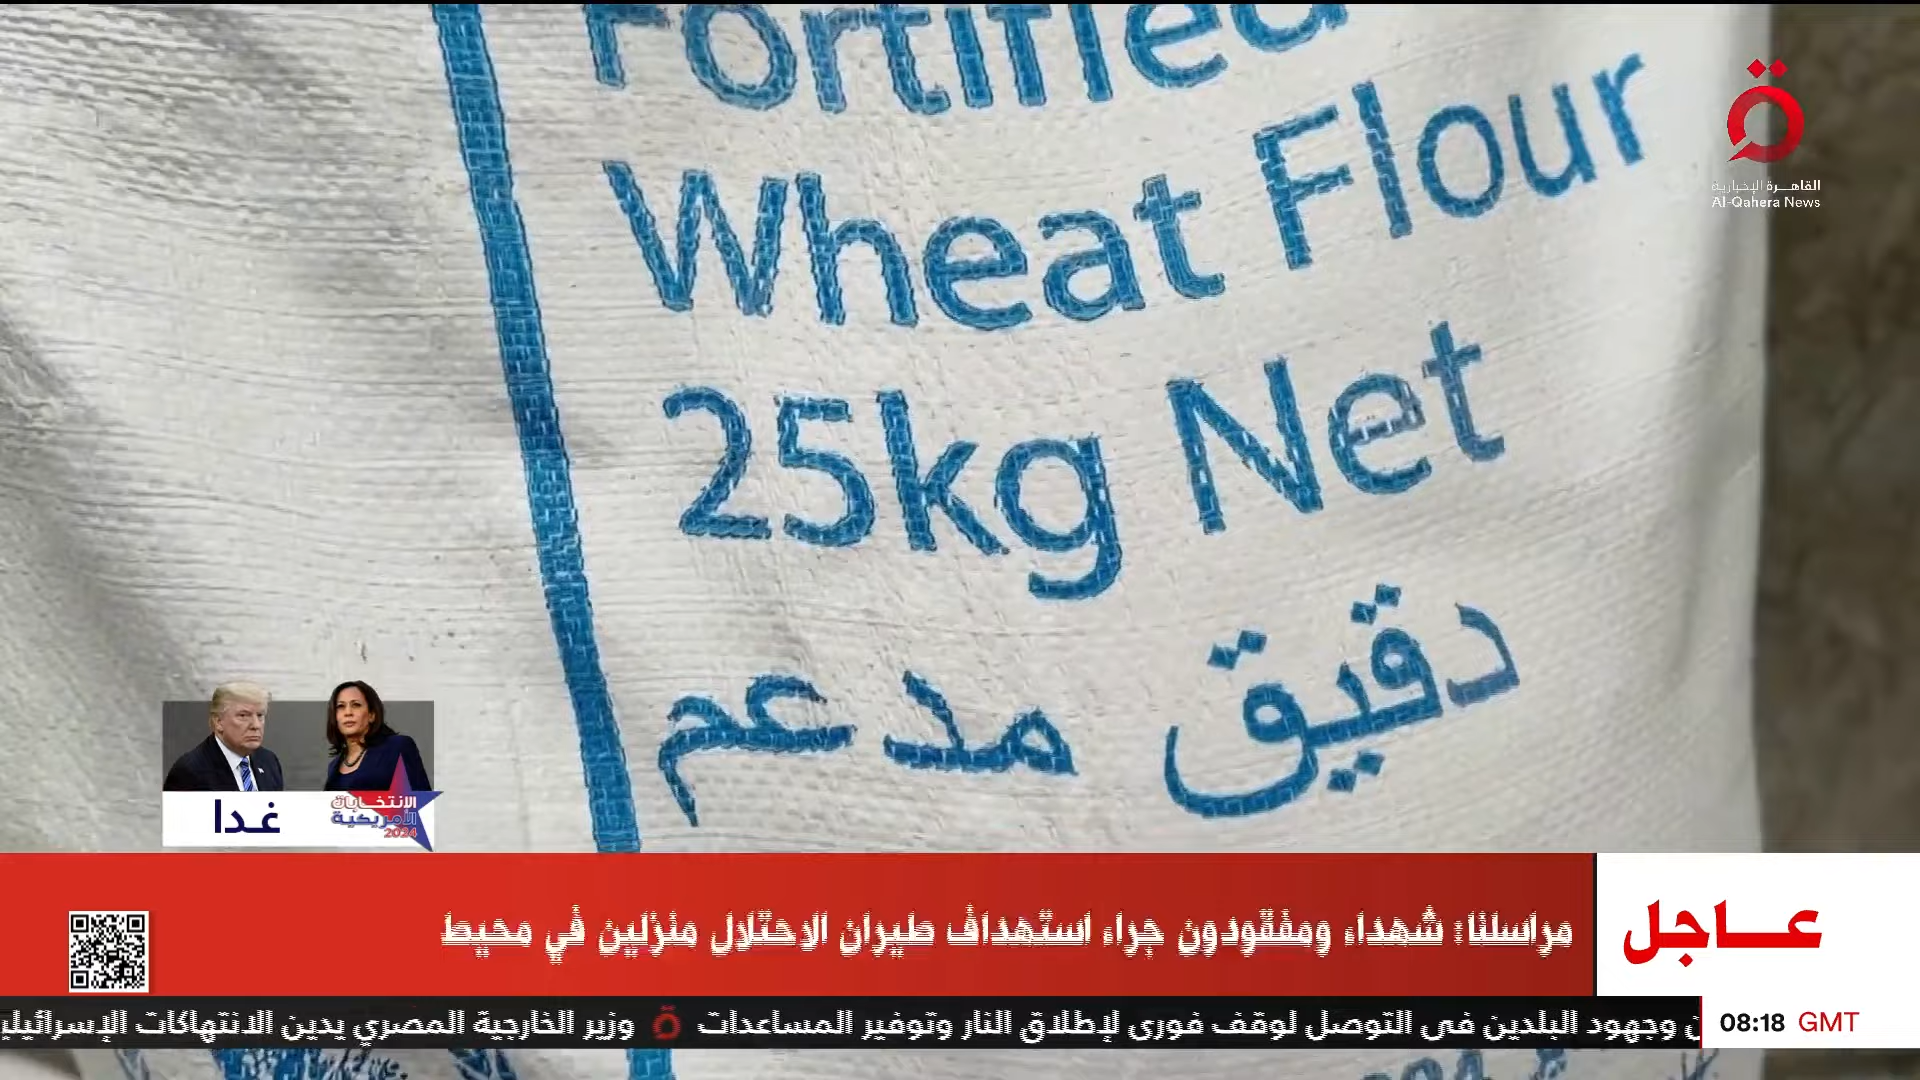 Fortified
Wheat Flour
25kg Net
دقيق مدعم
القاهرة الإخبارية
Al-Qahera News
الانتخابات
الأمريكية
2024
غدا
عاجل
مراسلنا: شهداء ومفقودون جراء استهداف طيران الاحتلال منزلين في محيط
وجهود البلدين فى التوصل لوقف فورى لإطلاق النار وتوفير المساعدات
وزير الخارجية المصري يدين الانتهاكات
08:18 GMT